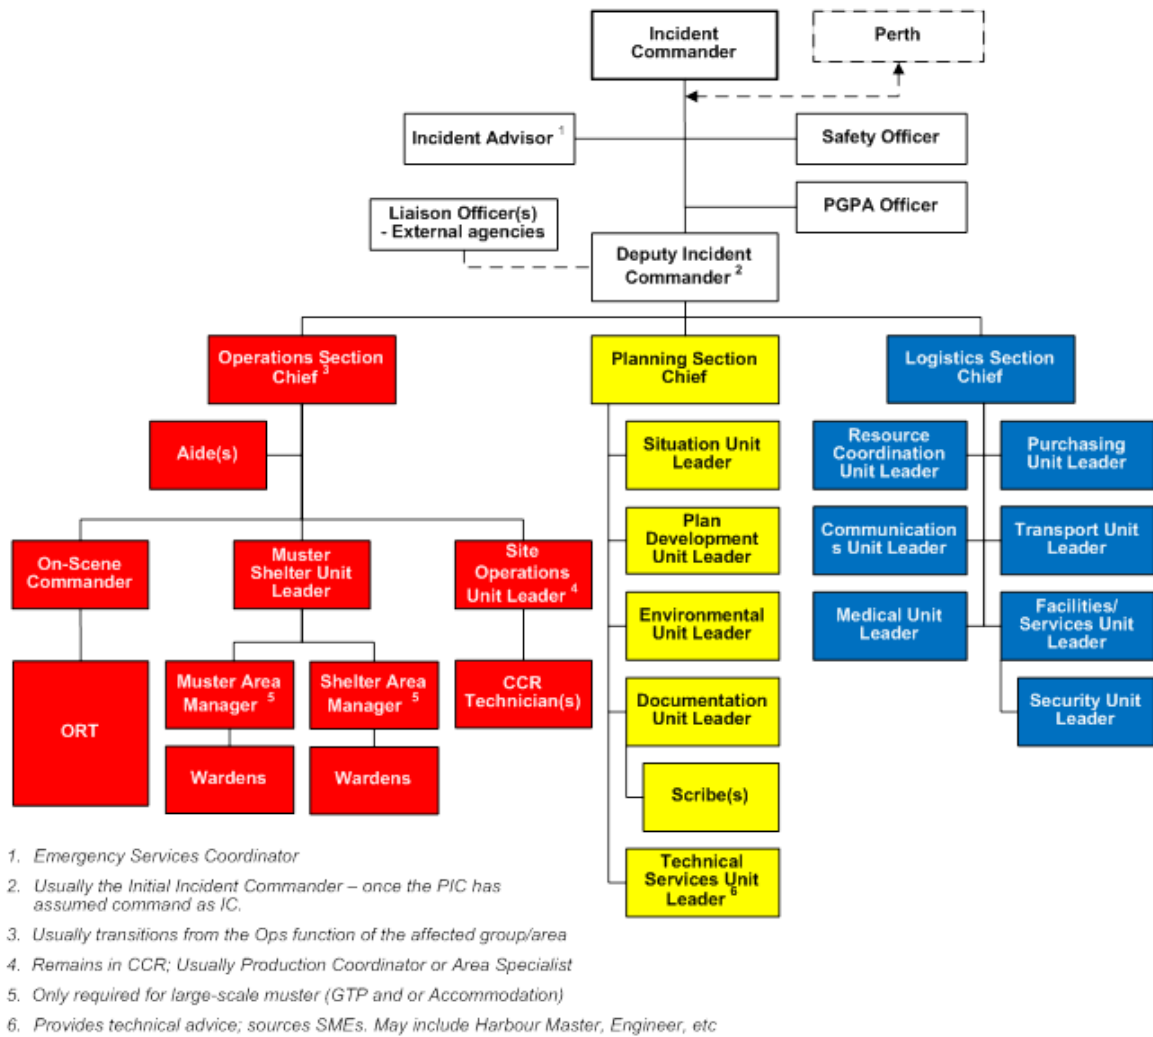 Incident
Commander
Perth
Incident Advisor 1
Safety Officer
PGPA Officer
Liaison Officer(s)
- External agencies
Deputy Incident
Commander 2
Operations Section
Chief 3
Planning Section
Chief
Logistics Section
Chief
Aide(s)
Situation Unit
Leader
Resource
Coordination
Unit Leader
Purchasing
Unit Leader
On-Scene
Commander
Muster
Shelter Unit
Leader
Site
Operations
Unit Leader 4
Plan
Development
Unit Leader
Communication
s Unit Leader
Transport Unit
Leader
Environmental
Unit Leader
Medical Unit
Leader
Facilities/
Services Unit
Leader
ORT
Muster Area
Manager 5
Shelter Area
Manager 5
CCR
Technician(s)
Documentation
Unit Leader
Security Unit
Leader
Wardens
Wardens
Scribe(s)
Technical
Services Unit
Leader 6
1. Emergency Services Coordinator
2. Usually the Initial Incident Commander – once the PIC has
assumed command as IC.
3. Usually transitions from the Ops function of the affected group/area
4. Remains in CCR; Usually Production Coordinator or Area Specialist
5. Only required for large-scale muster (GTP and or Accommodation)
6. Provides technical advice; sources SMEs. May include Harbour Master, Engineer, etc